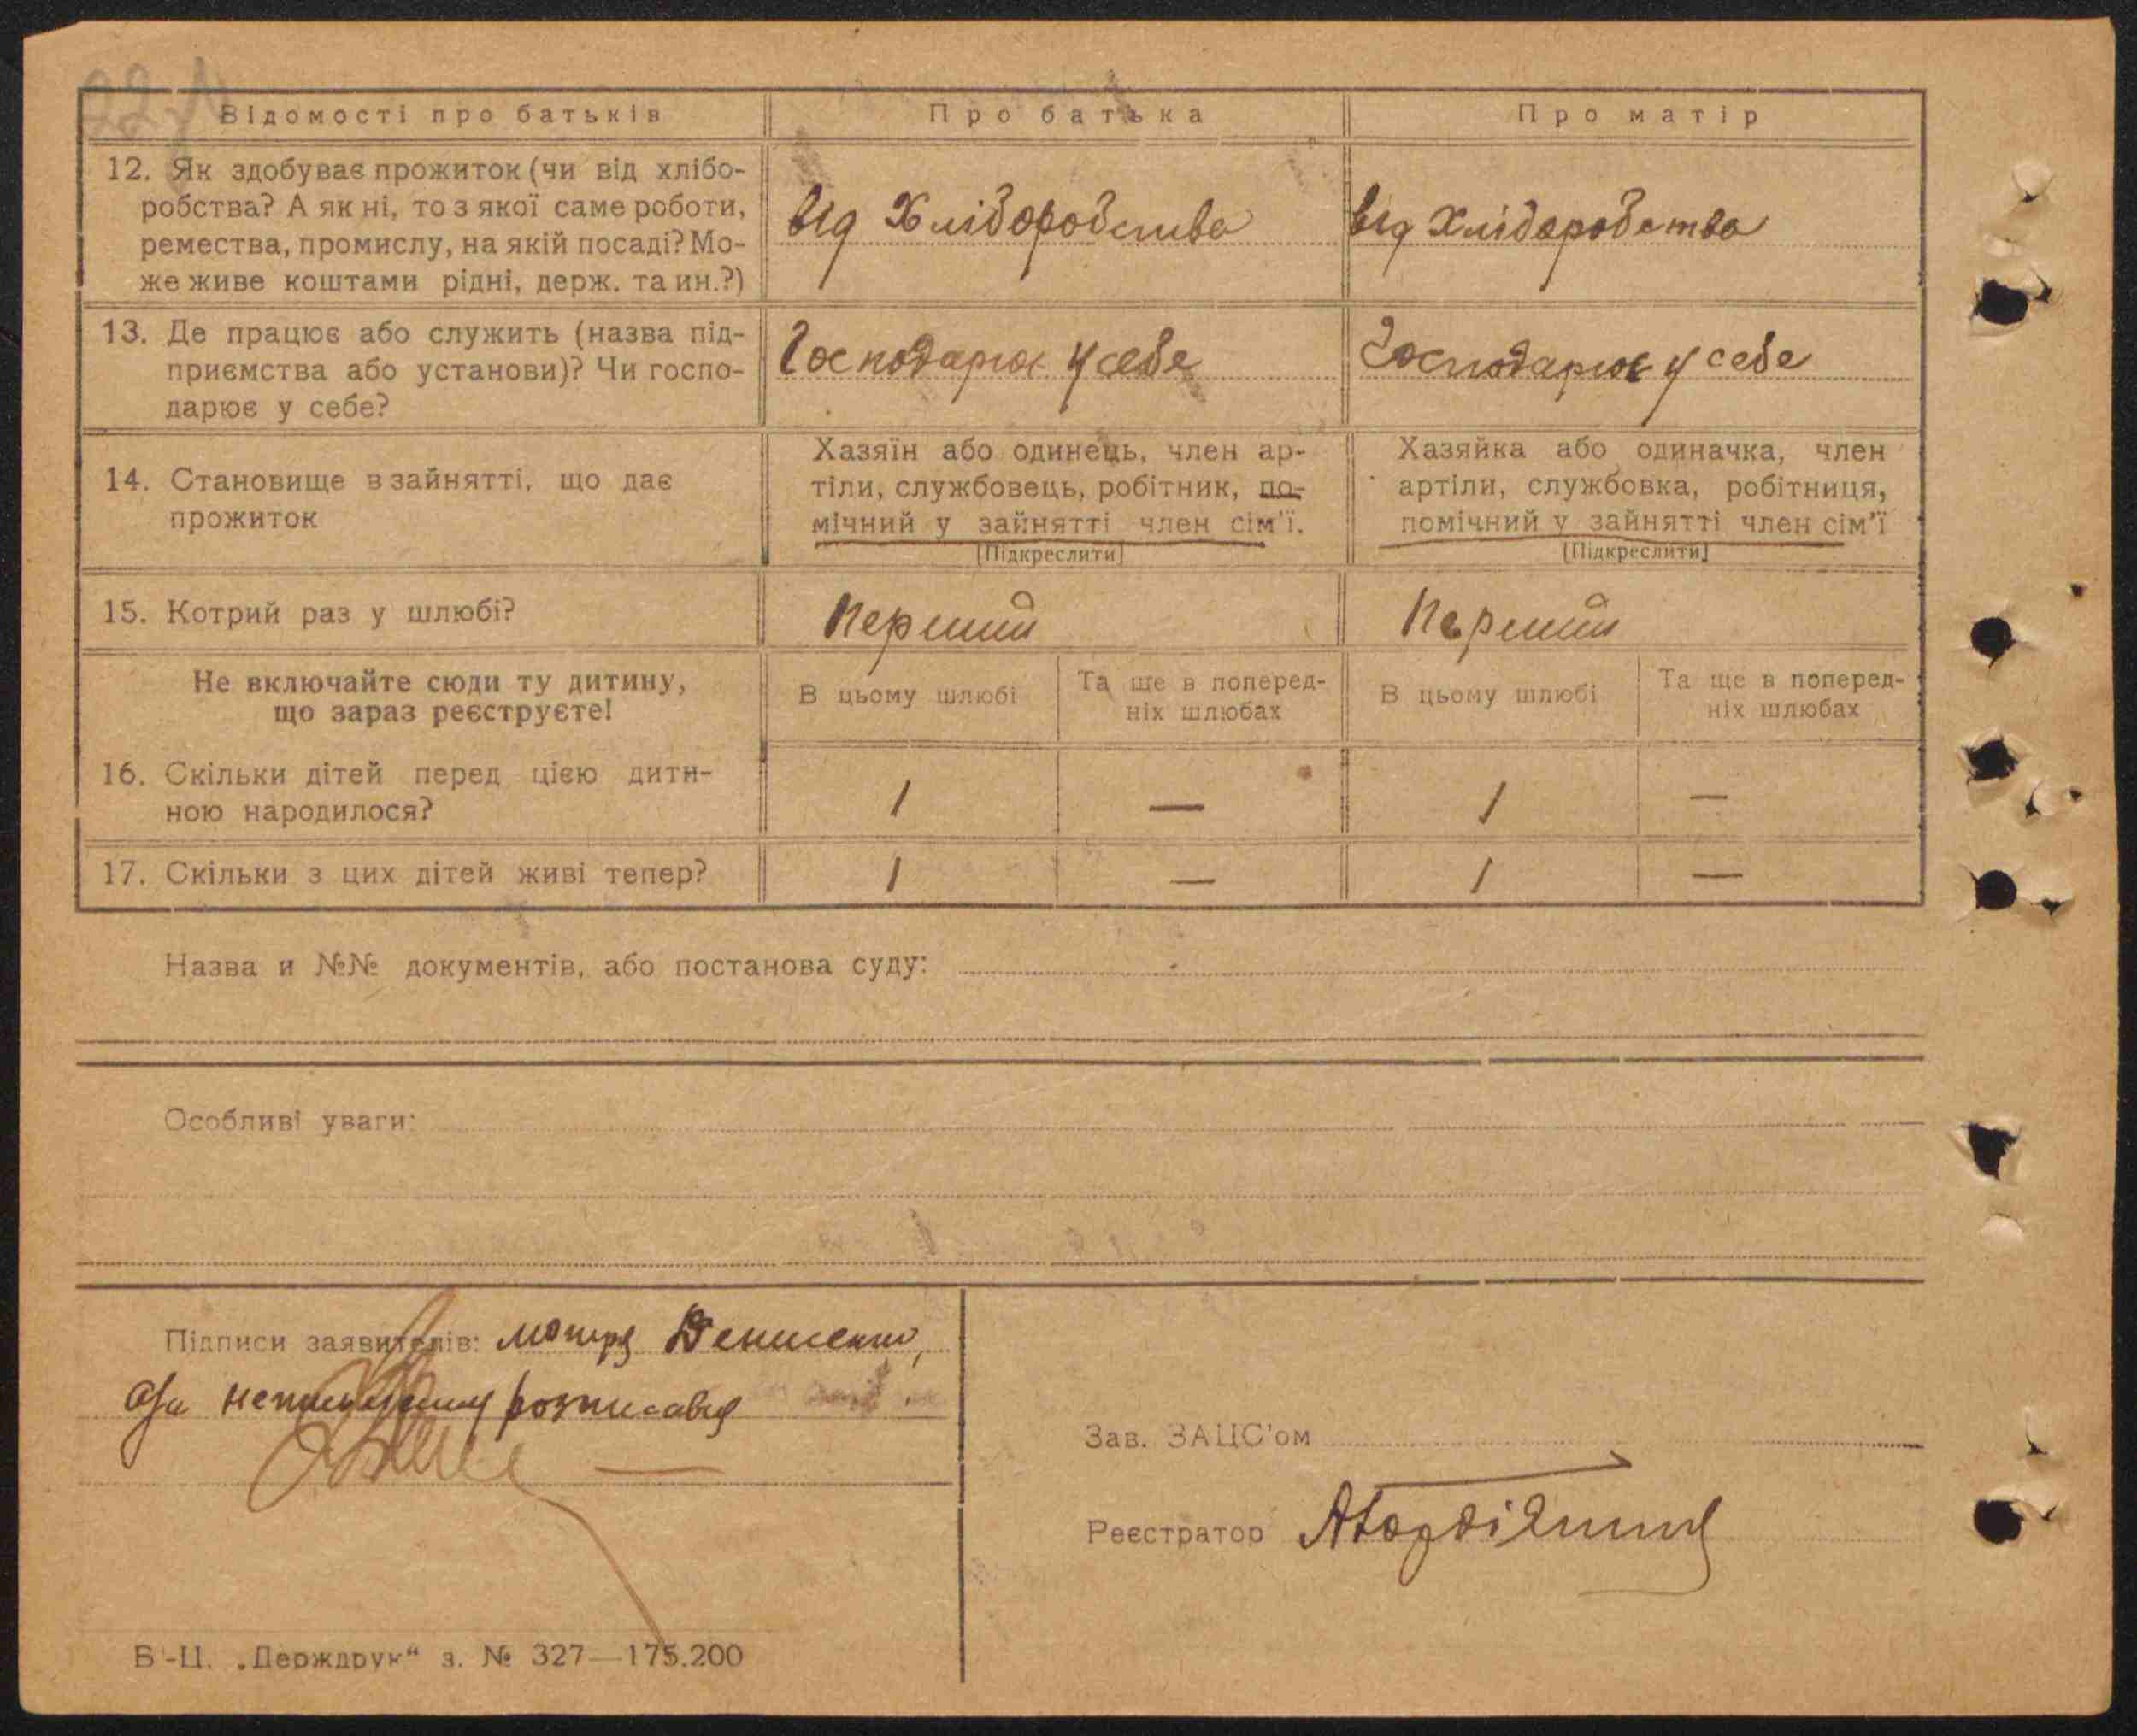 Відомості про батьків
Про батька
Про матір
12. Як здобуває прожиток (чи від хлібо-
робства? А як ні, то з якої саме роботи,
ремества, промислу, на якій посаді? Мо-
же живе коштами рідні, держ. та ин.?)
від Хліборобства
від Хліборобства
13. Де працює або служить (назва під-
приємства або установи)? Чи госпо-
дарює у себе?
Господарює у себе
Господарює у себе
14. Становище в зайнятті, що дає
прожиток
Хазяїн або одинець, член ар-
тіли, службовець, робітник, по-
мічний у зайнятті член сім'ї.
[Підкреслити]
Хазяйка або одиначка, член
артіли, службовка, робітниця,
помічний у зайнятті член сім'ї
[Підкреслити]
15. Котрий раз у шлюбі?
Перший
Перший
Не включайте сюди ту дитину,
що зараз реєструєте!
В цьому шлюбі
Та ще в поперед-
ніх шлюбах
В цьому шлюбі
Та ще в поперед-
ніх шлюбах
16. Скільки дітей перед цією дити-
ною народилося?
1
—
1
—
17. Скільки з цих дітей живі тепер?
1
—
1
—
Назва и №№ документів, або постанова суду:
Особливі уваги:
Підписи заявителів: Денисенко,
розписався
Зав. ЗАЦС'ом
Реєстратор
Б-Ц. „Держдрук“ з. № 327—175.200